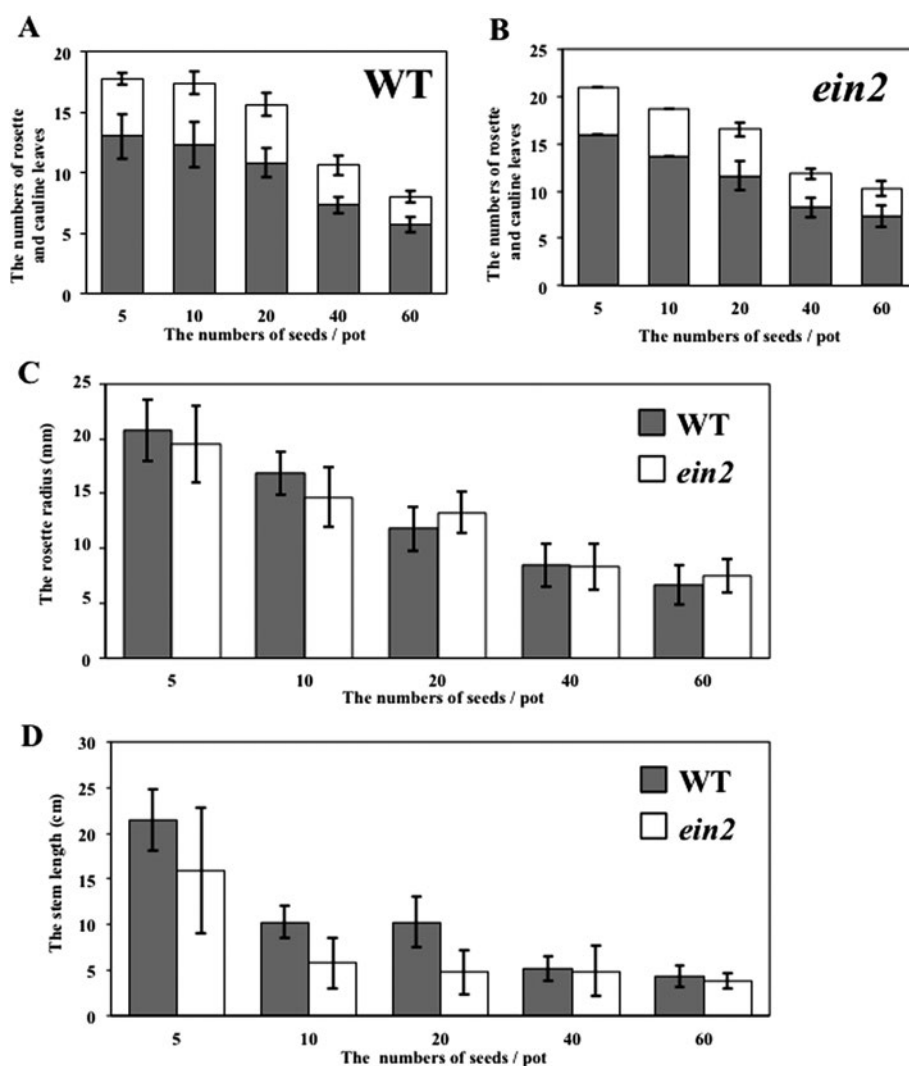 A
The numbers of rosette
and cauline leaves
20
15
10
5
0
WT
5 10 20 40 60
The numbers of seeds / pot
B
The numbers of rosette
and cauline leaves
25
20
15
10
5
0
ein2
5 10 20 40 60
The numbers of seeds / pot
C
The rosette radius (mm)
25
20
15
10
5
0
WT
ein2
5 10 20 40 60
The numbers of seeds / pot
D
The stem length (cm)
30
25
20
15
10
5
0
WT
ein2
5 10 20 40 60
The numbers of seeds / pot